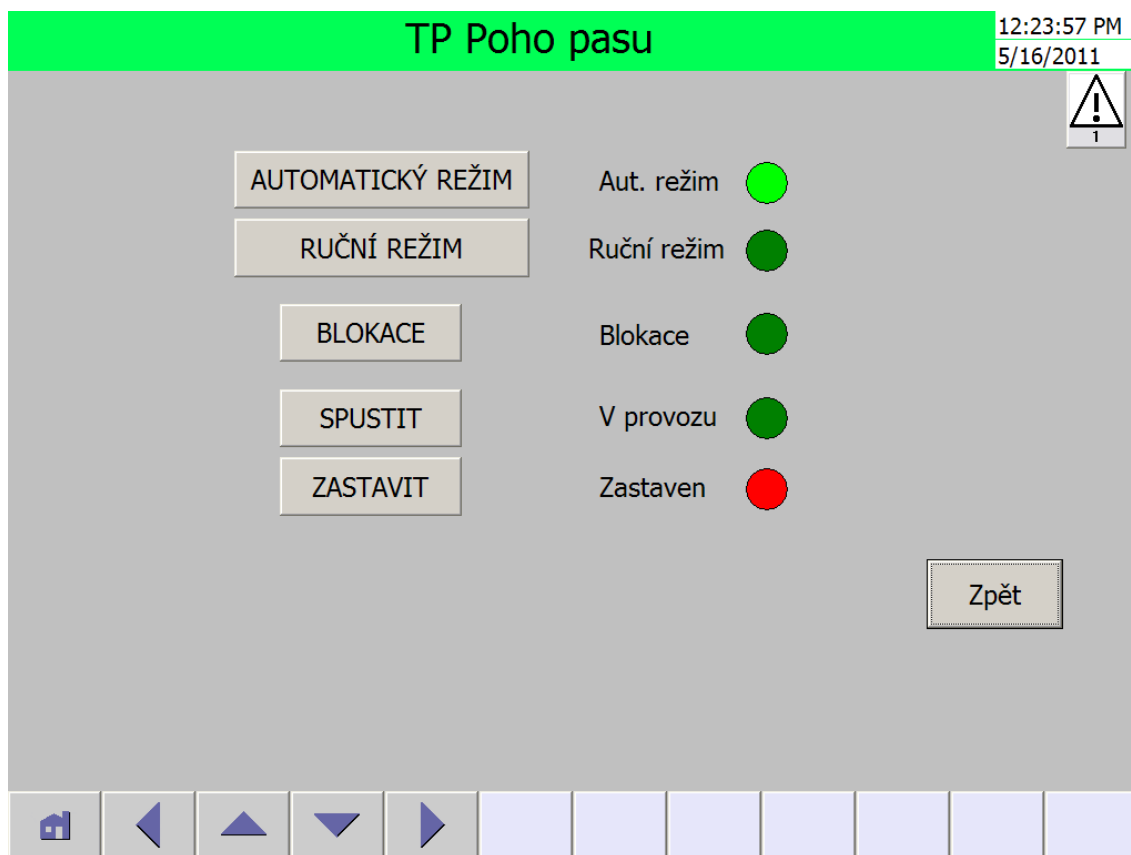 TP Poho pasu
12:23:57 PM
5/16/2011
1
AUTOMATICKÝ REŽIM
Aut. režim
RUČNÍ REŽIM
Ruční režim
BLOKACE
Blokace
SPUSTIT
V provozu
ZASTAVIT
Zastaven
Zpět